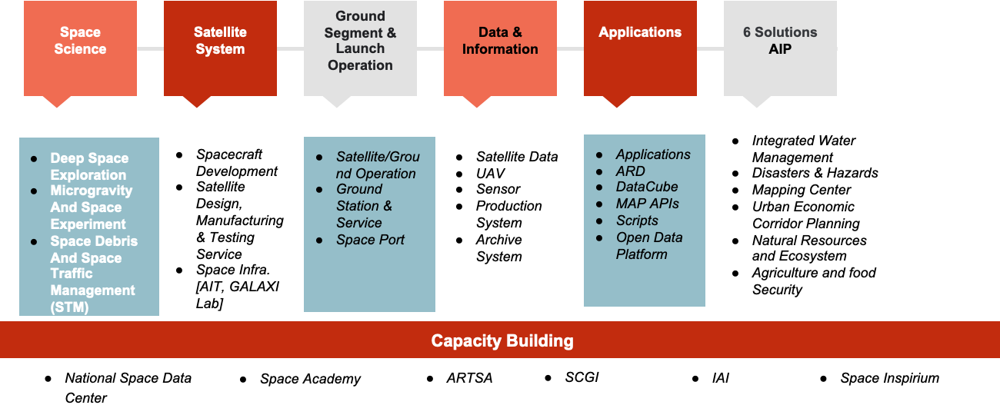 Space
Science
Satellite
System
Ground
Segment &
Launch
Operation
Data &
Information
Applications
6 Solutions
AIP
● Deep Space
Exploration
● Microgravity
And Space
Experiment
● Space Debris
And Space
Traffic
Management
(STM)
● Spacecraft
Development
● Satellite
Design,
Manufacturing
& Testing
Service
● Space Infra.
[AIT, GALAXI
Lab]
● Satellite/Grou
nd Operation
● Ground
Station &
Service
● Space Port
● Satellite Data
● UAV
● Sensor
● Production
System
● Archive
System
● Applications
● ARD
● DataCube
● MAP APIs
● Scripts
● Open Data
Platform
● Integrated Water
Management
● Disasters & Hazards
● Mapping Center
● Urban Economic
Corridor Planning
● Natural Resources
and Ecosystem
● Agriculture and food
Security
Capacity Building
● National Space Data
Center
● Space Academy
● ARTSA
● SCGI
● IAI
● Space Inspirium